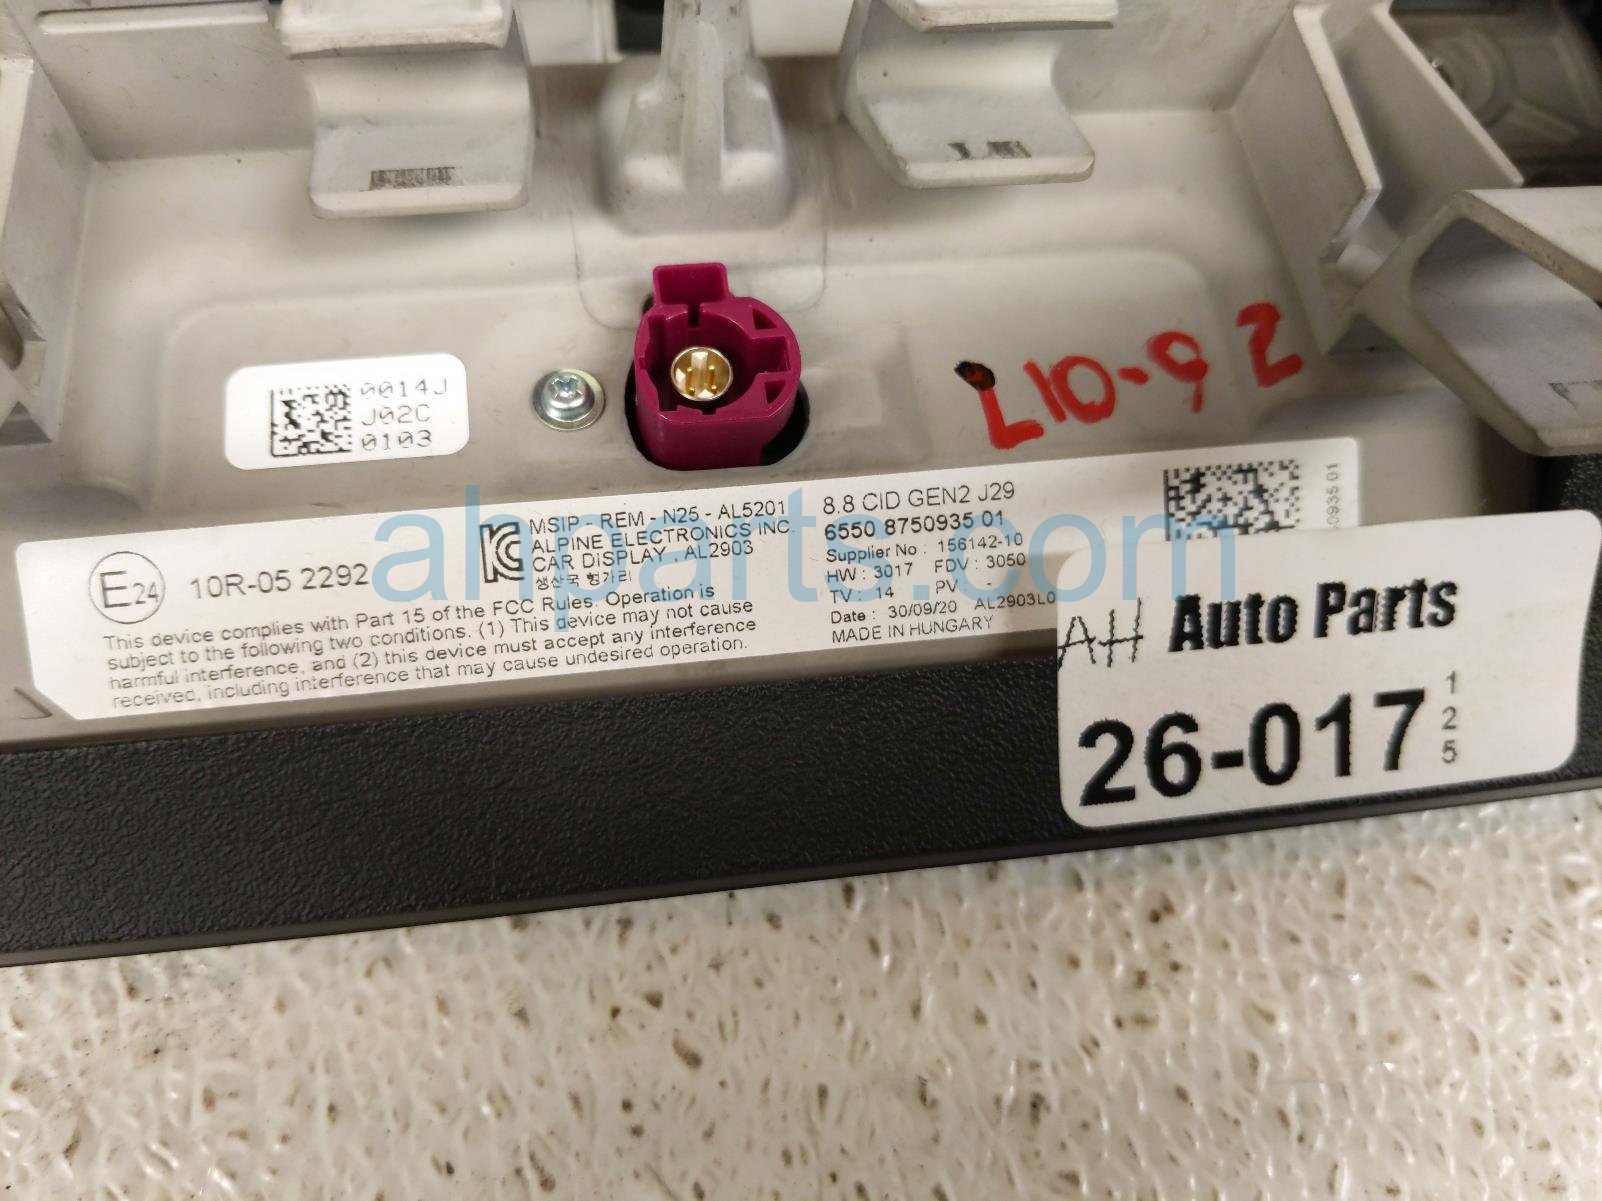 0014J
J02C
0103
L10-92
E24
10R-05 2292
MSIP - REM - N25 - AL5201
ALPINE ELECTRONICS INC.
CAR DISPLAY , AL2903
생산국 헝가리
This device complies with Part 15 of the FCC Rules. Operation is
subject to the following two conditions. (1) This device may not cause
harmful interference, and (2) this device must accept any interference
received, including interference that may cause undesired operation.
8.8 CID GEN2 J29
6550 8750935 01
Supplier No : 156142-10
HW : 3017 FDV : 3050
TV : 14 PV : -
Date : 30/09/20 AL2903L0
MADE IN HUNGARY
0935 01
AH Auto Parts
26-017
1
2
5
ahparts.com